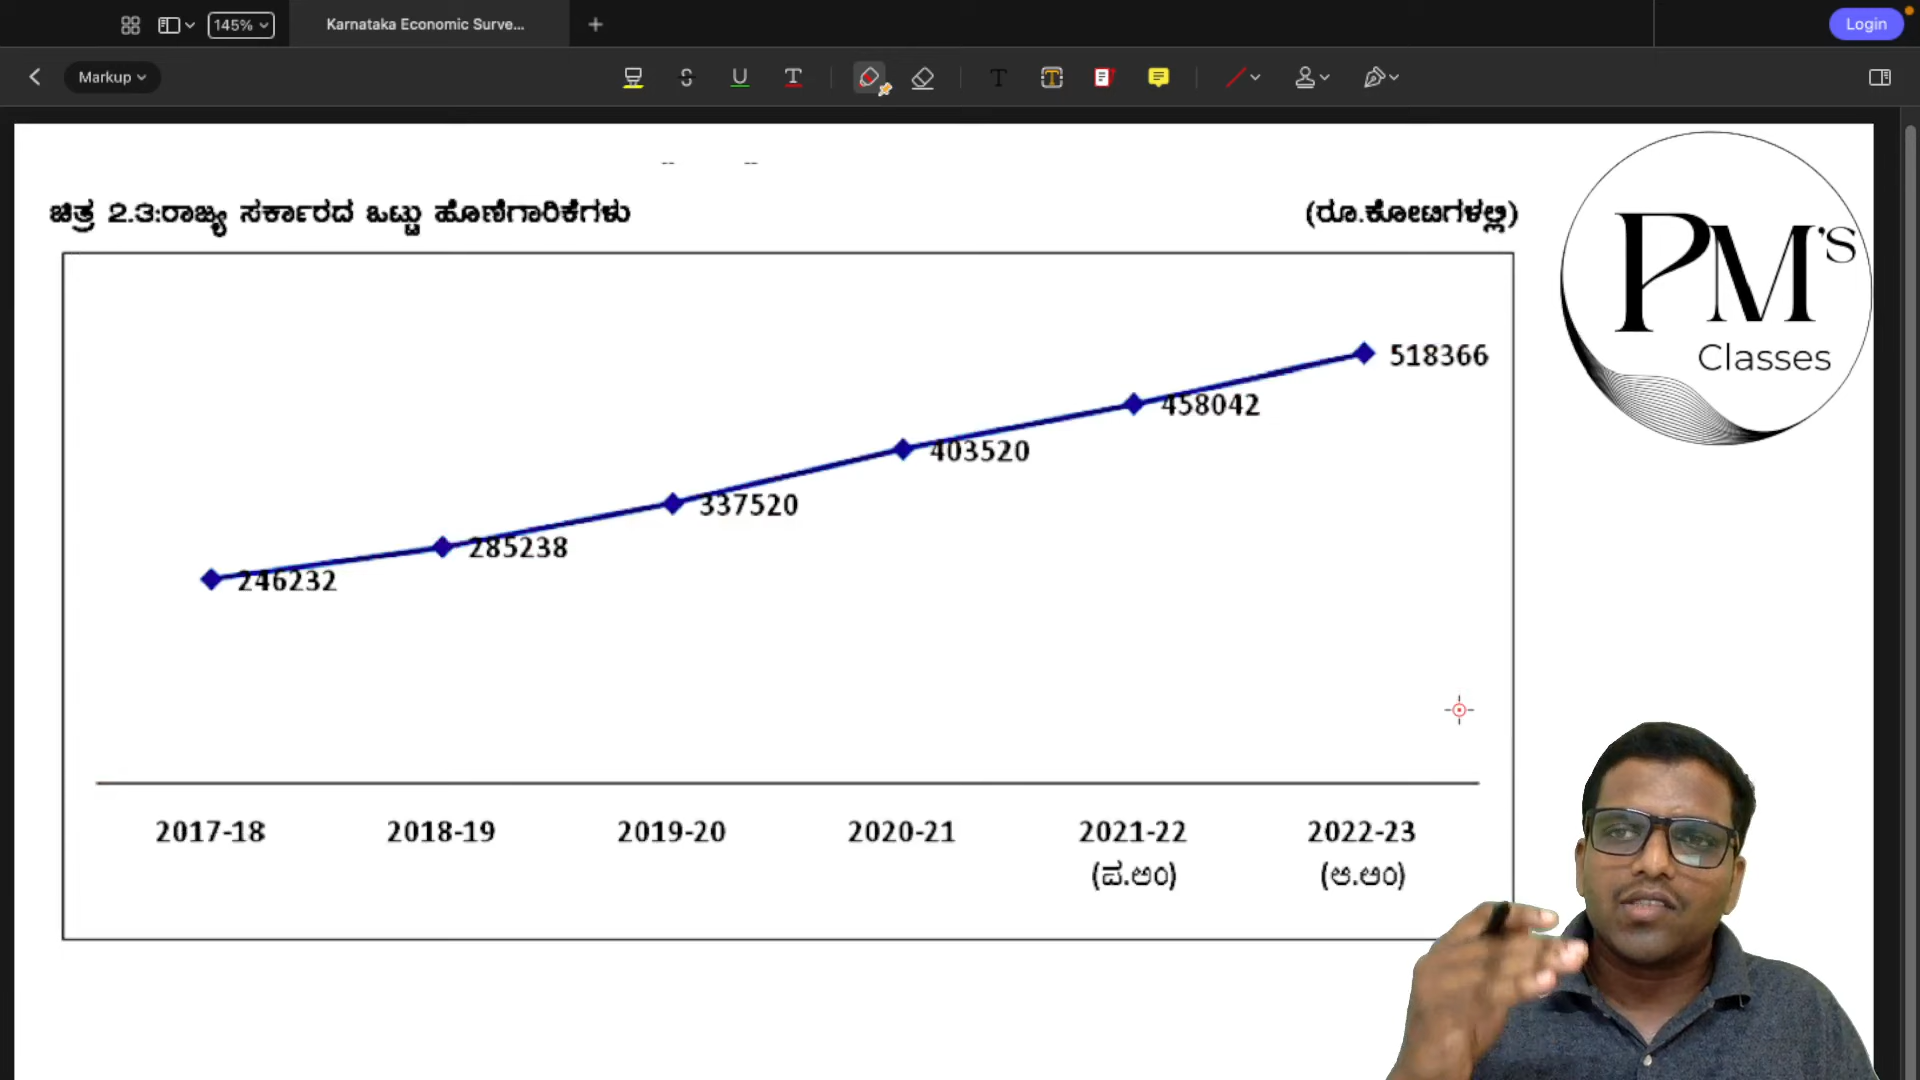 145%
Karnataka Economic Surve...
Login
Markup
ಚಿತ್ರ 2.3:ರಾಜ್ಯ ಸರ್ಕಾರದ ಒಟ್ಟು ಹೊಣೆಗಾರಿಕೆಗಳು
(ರೂ.ಕೋಟಿಗಳಲ್ಲಿ)
PM's
Classes
518366
458042
403520
337520
285238
246232
2017-18 2018-19 2019-20 2020-21 2021-22 2022-23
(ಪ.ಅಂ) (ಆ.ಅಂ)